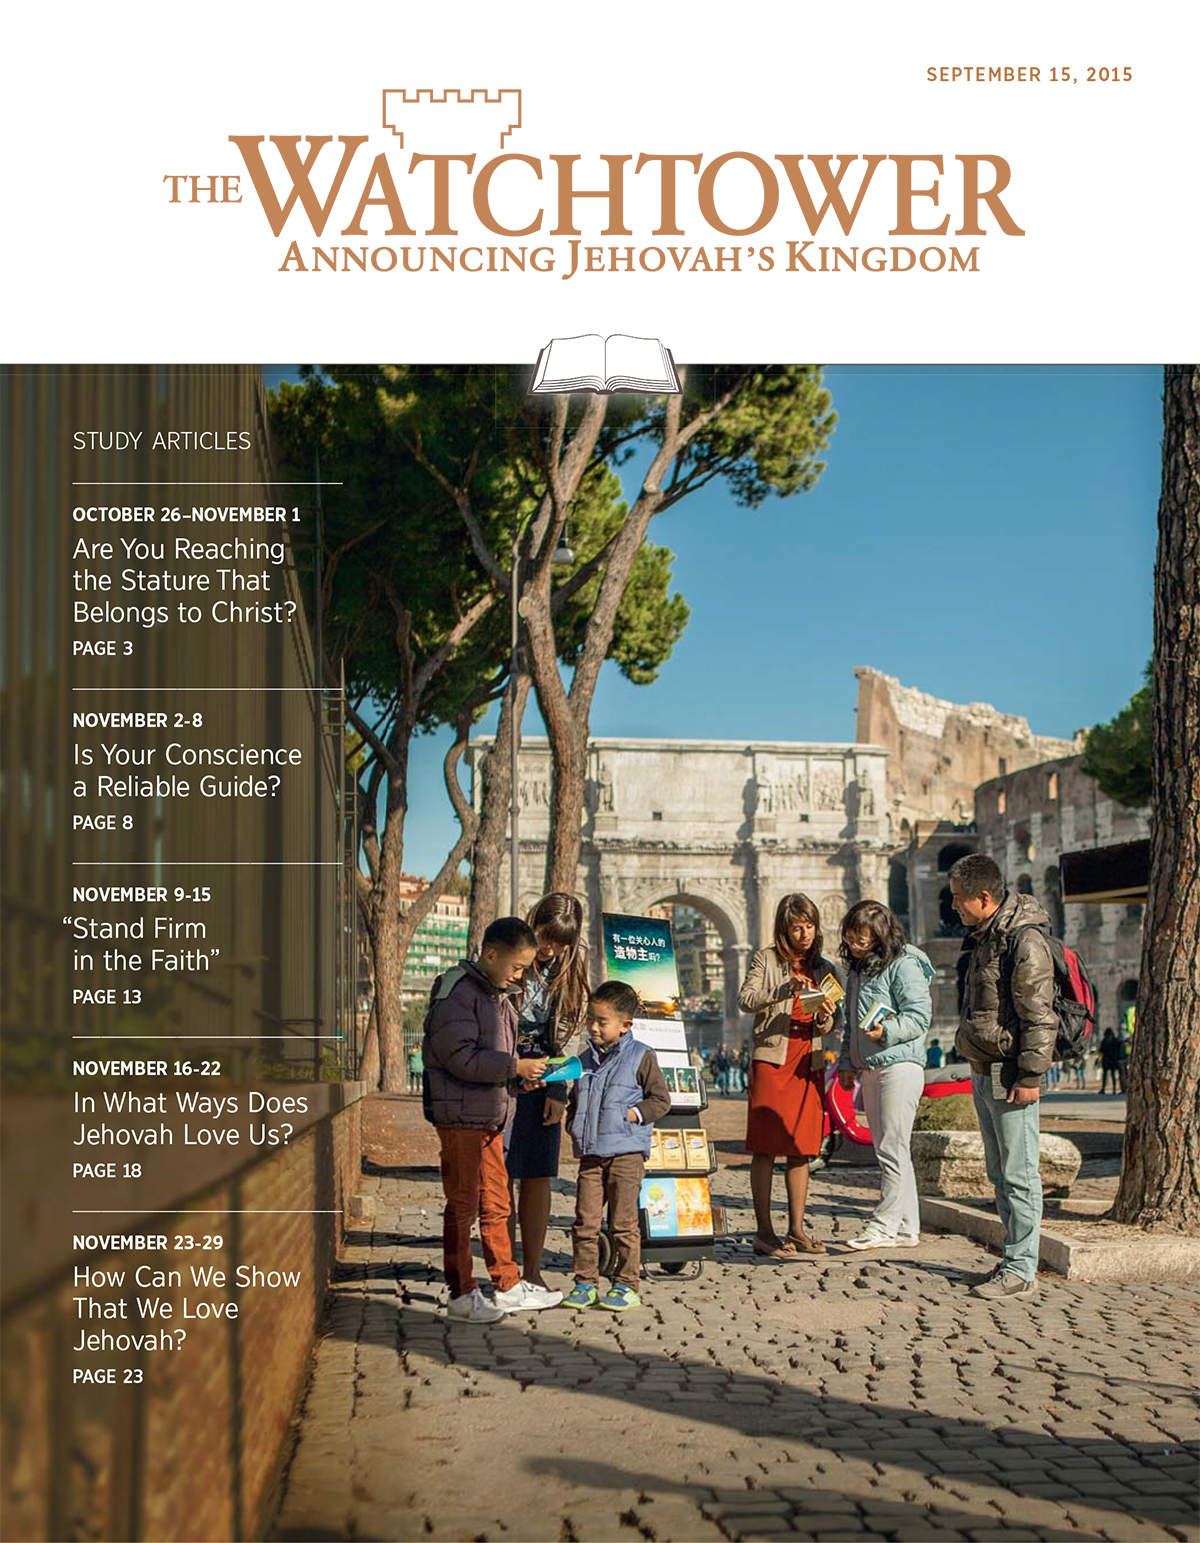 SEPTEMBER 15, 2015
THE WATCHTOWER
ANNOUNCING JEHOVAH'S KINGDOM
STUDY ARTICLES
OCTOBER 26–NOVEMBER 1
Are You Reaching
the Stature That
Belongs to Christ?
PAGE 3
NOVEMBER 2-8
Is Your Conscience
a Reliable Guide?
PAGE 8
NOVEMBER 9-15
“Stand Firm
in the Faith”
PAGE 13
NOVEMBER 16-22
In What Ways Does
Jehovah Love Us?
PAGE 18
NOVEMBER 23-29
How Can We Show
That We Love
Jehovah?
PAGE 23
有一位关心人的
造物主吗?